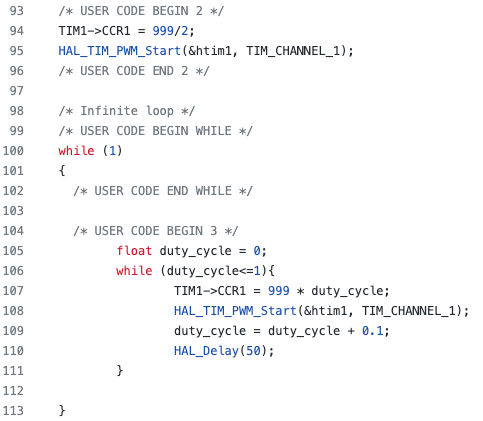 93 /* USER CODE BEGIN 2 */
94 TIM1->CCR1 = 999/2;
95 HAL_TIM_PWM_Start(&htim1, TIM_CHANNEL_1);
96 /* USER CODE END 2 */
97
98 /* Infinite loop */
99 /* USER CODE BEGIN WHILE */
100 while (1)
101 {
102 /* USER CODE END WHILE */
103
104 /* USER CODE BEGIN 3 */
105 float duty_cycle = 0;
106 while (duty_cycle<=1){
107 TIM1->CCR1 = 999 * duty_cycle;
108 HAL_TIM_PWM_Start(&htim1, TIM_CHANNEL_1);
109 duty_cycle = duty_cycle + 0.1;
110 HAL_Delay(50);
111 }
112
113 }